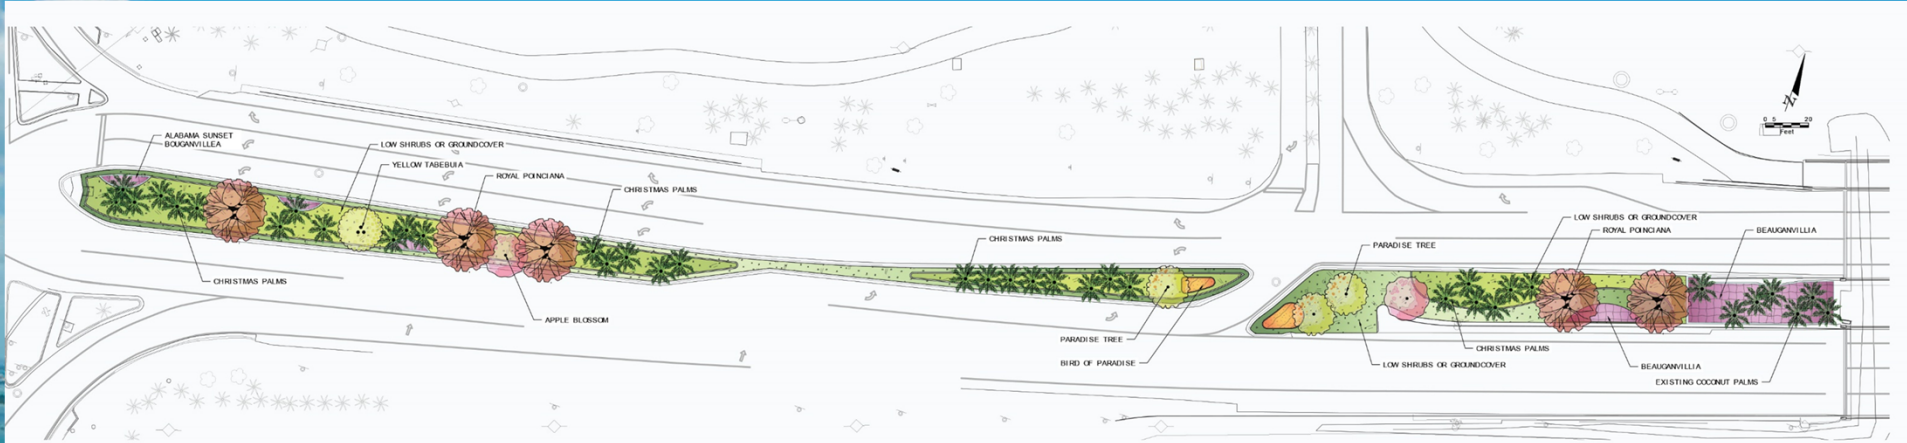 ALABAMA SUNSET
BOUGANVILLEA
LOW SHRUBS OR GROUNDCOVER
YELLOW TABEBUIA
ROYAL POINCIANA
CHRISTMAS PALMS
CHRISTMAS PALMS
APPLE BLOSSOM
CHRISTMAS PALMS
PARADISE TREE
BIRD OF PARADISE
PARADISE TREE
LOW SHRUBS OR GROUNDCOVER
ROYAL POINCIANA
BEAUGANVILLIA
CHRISTMAS PALMS
LOW SHRUBS OR GROUNDCOVER
BEAUGANVILLIA
EXISTING COCONUT PALMS
N
0 5 20
Feet